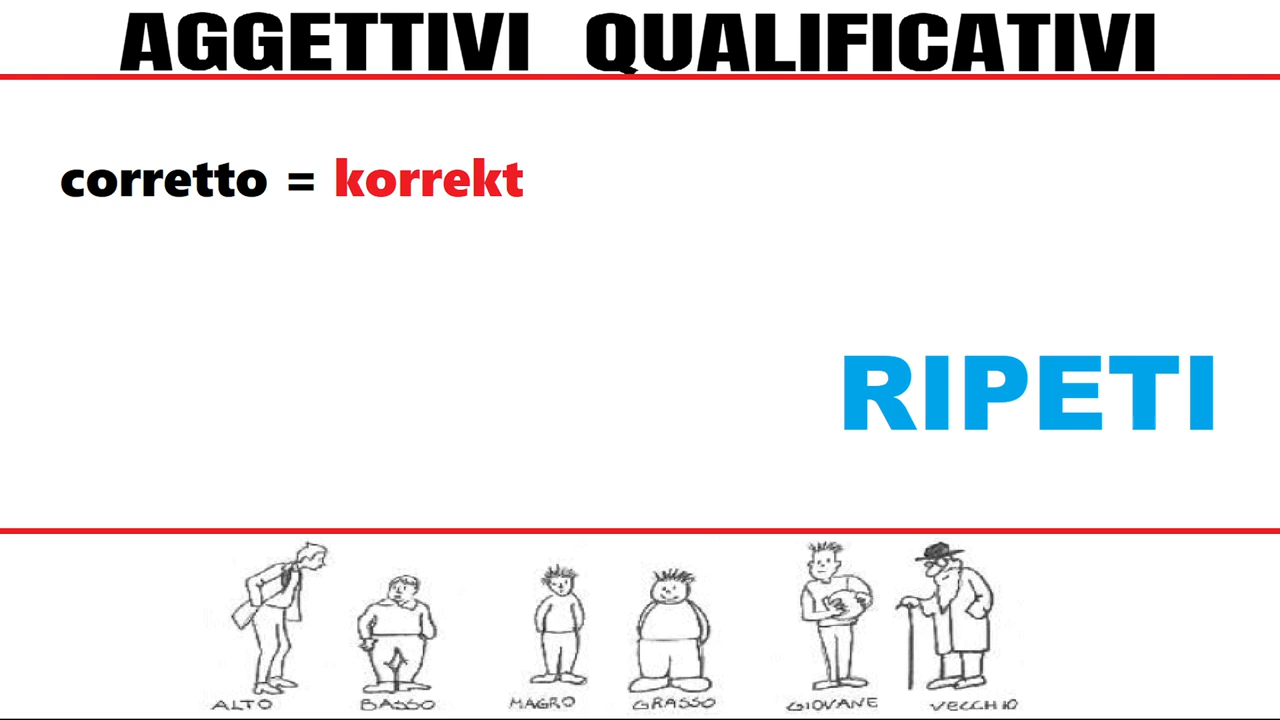 AGGETTIVI QUALIFICATIVI
corretto = korrekt
RIPETI
ALTO BASSO MAGRO GRASSO GIOVANE VECCHIO